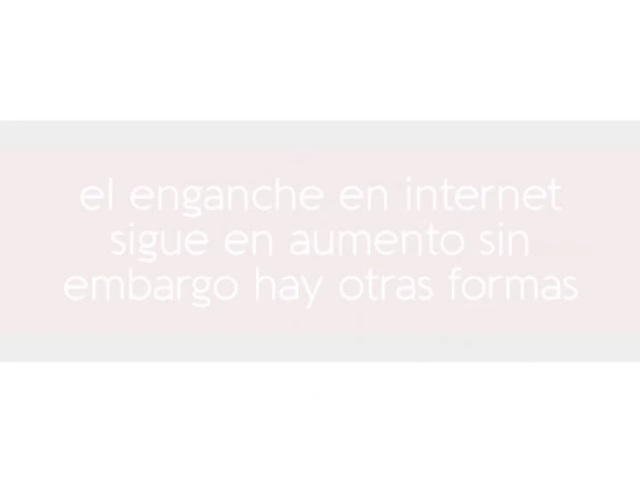 el enganche en internet
sigue en aumento sin
embargo hay otras formas